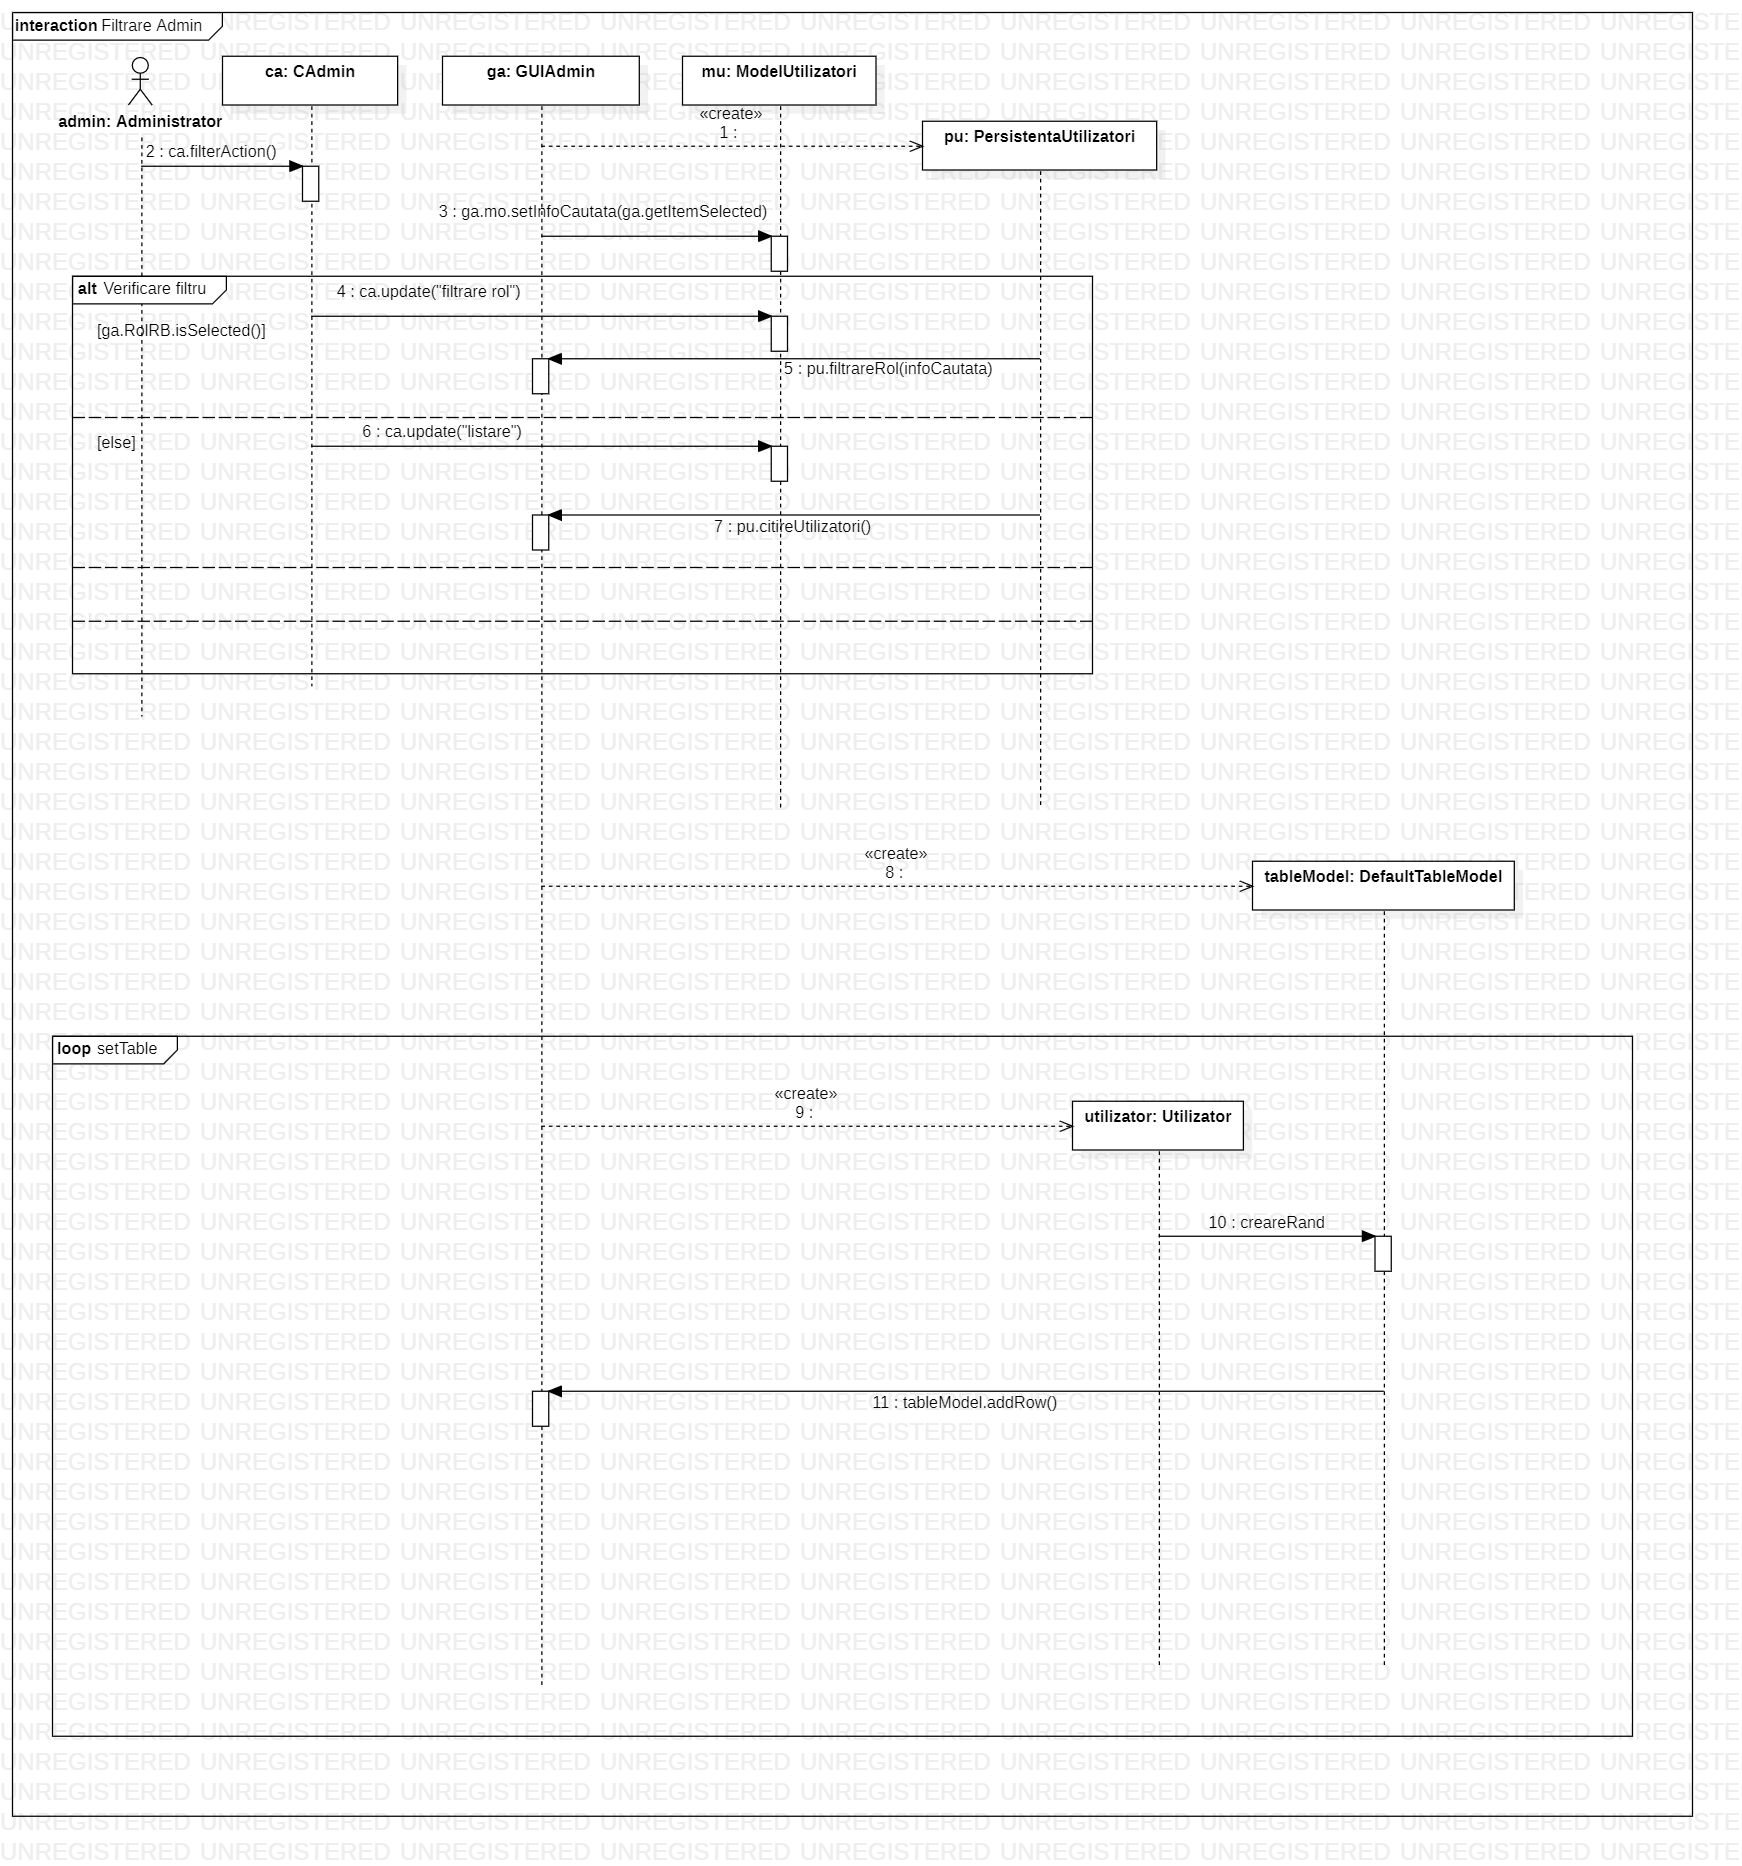 interaction Filtrare Admin
ca: CAdmin
ga: GUIAdmin
mu: ModelUtilizatori
admin: Administrator
«create»
1 :
pu: PersistentaUtilizatori
2 : ca.filterAction()
3 : ga.mo.setInfoCautata(ga.getItemSelected)
alt Verificare filtru
4 : ca.update("filtrare rol")
[ga.RolRB.isSelected()]
5 : pu.filtrareRol(infoCautata)
6 : ca.update("listare")
[else]
7 : pu.citireUtilizatori()
«create»
8 :
tableModel: DefaultTableModel
loop setTable
«create»
9 :
utilizator: Utilizator
10 : creareRand
11 : tableModel.addRow()
UNREGISTERED